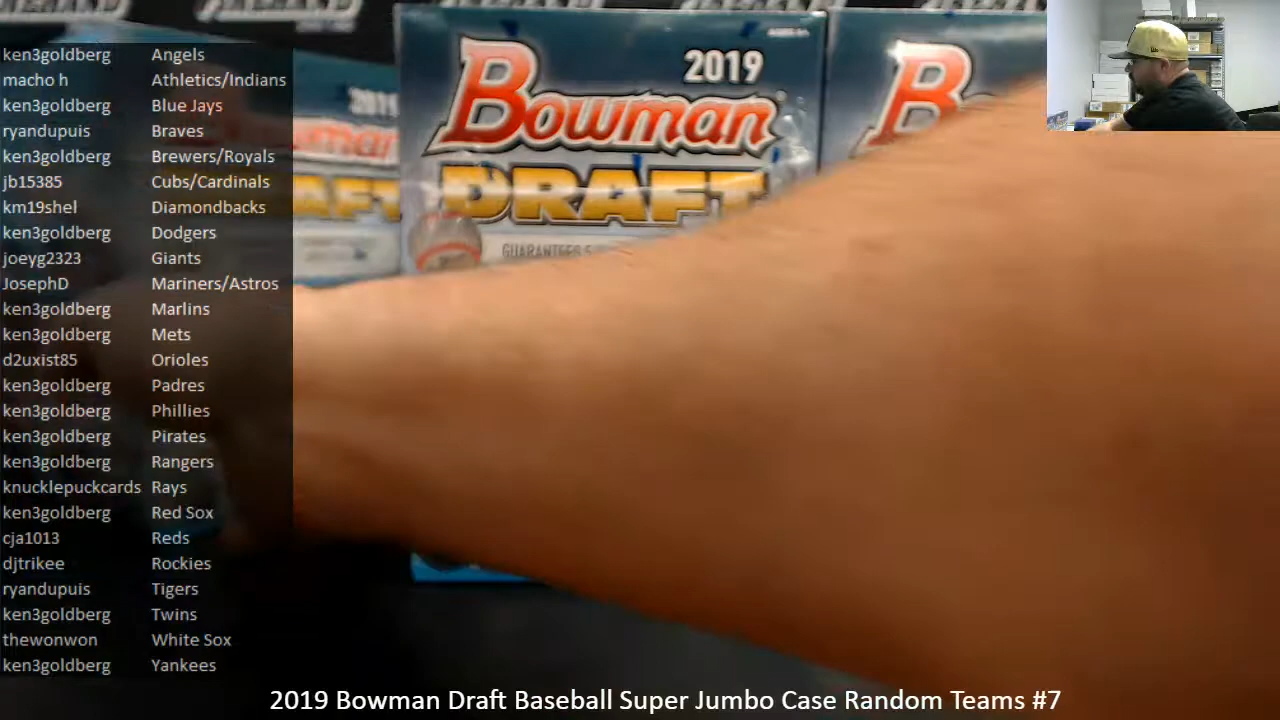 ken3goldberg Angels
macho h Athletics/Indians
ken3goldberg Blue Jays
ryandupuis Braves
ken3goldberg Brewers/Royals
jb15385 Cubs/Cardinals
km19shel Diamondbacks
ken3goldberg Dodgers
joeyg2323 Giants
JosephD Mariners/Astros
ken3goldberg Marlins
ken3goldberg Mets
d2uxist85 Orioles
ken3goldberg Padres
ken3goldberg Phillies
ken3goldberg Pirates
ken3goldberg Rangers
knucklepuckcards Rays
ken3goldberg Red Sox
cja1013 Reds
djtrikee Rockies
ryandupuis Tigers
ken3goldberg Twins
thewonwon White Sox
ken3goldberg Yankees
2019
Bowman
DRAFT
2019 Bowman Draft Baseball Super Jumbo Case Random Teams #7